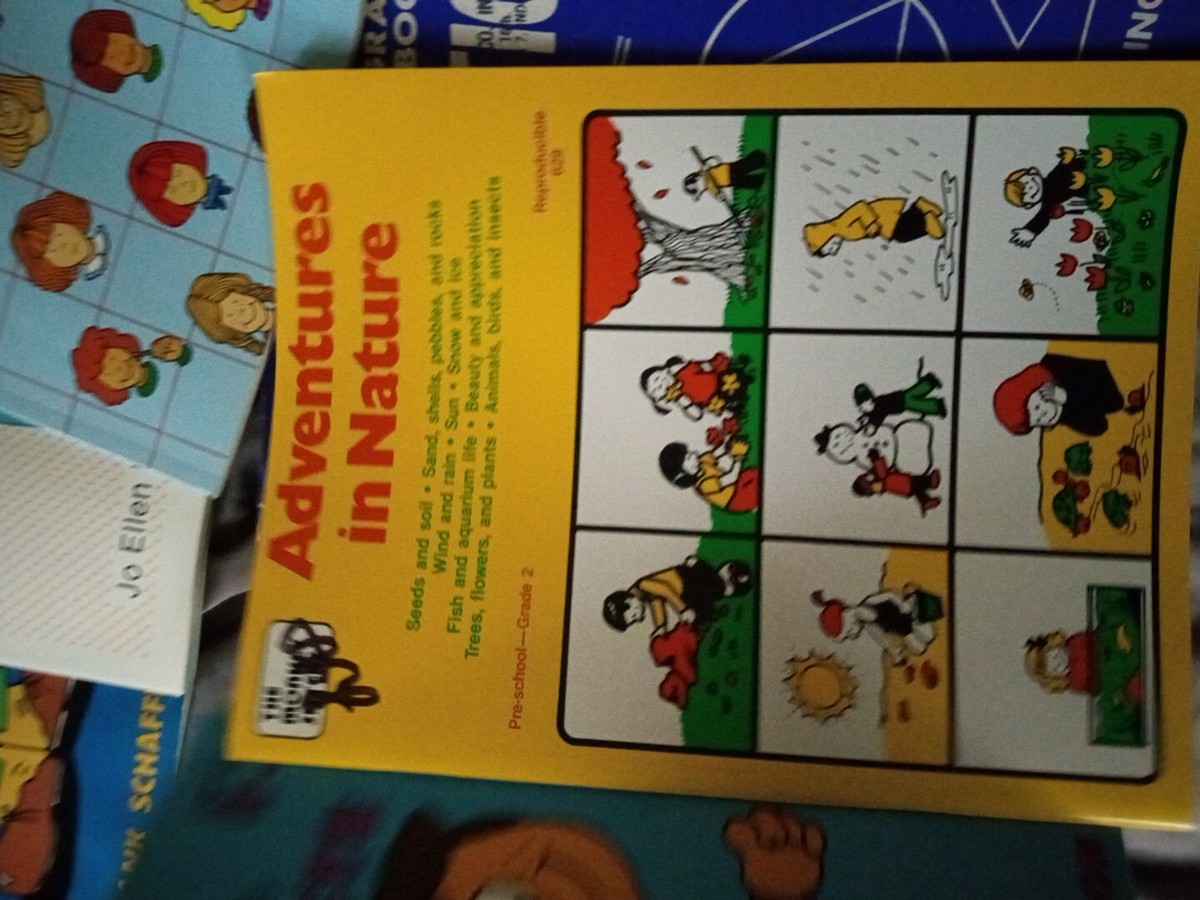 Adventures
in Nature
Seeds and soil • Sand, shells, pebbles, and rocks
Wind and rain • Sun • Snow and ice
Fish and aquarium life • Beauty and appreciation
Trees, flowers, and plants • Animals, birds, and insects
Pre-school—Grade 2
Reproducible
Jo Ellen
SCHAFF
THE